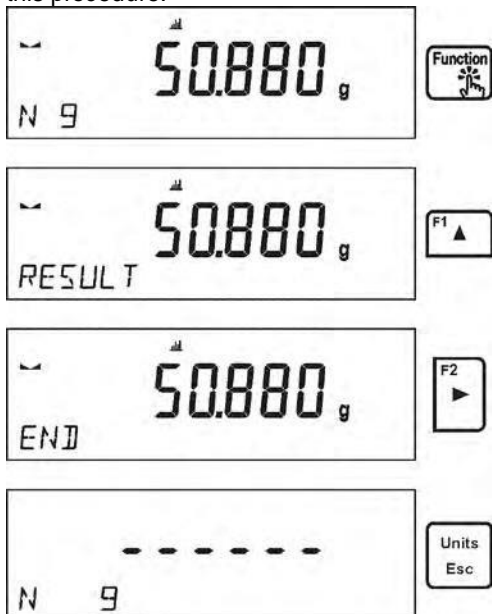 this procedure.
50.880 g
Function
N 9
50.880 g
F1
RESULT
50.880 g
F2
END
------
Units
Esc
N 9